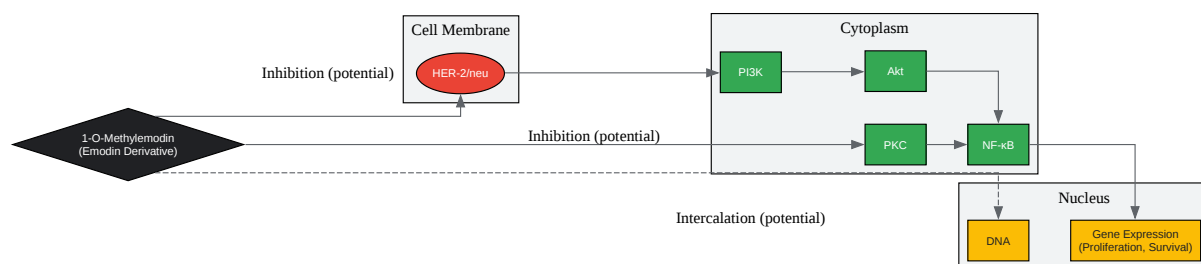 Cell Membrane
Cytoplasm
Inhibition (potential)
HER-2/neu
PI3K
Akt
1-O-Methylemodin
(Emodin Derivative)
Inhibition (potential)
PKC
NF-κB
Nucleus
Intercalation (potential)
DNA
Gene Expression
(Proliferation, Survival)